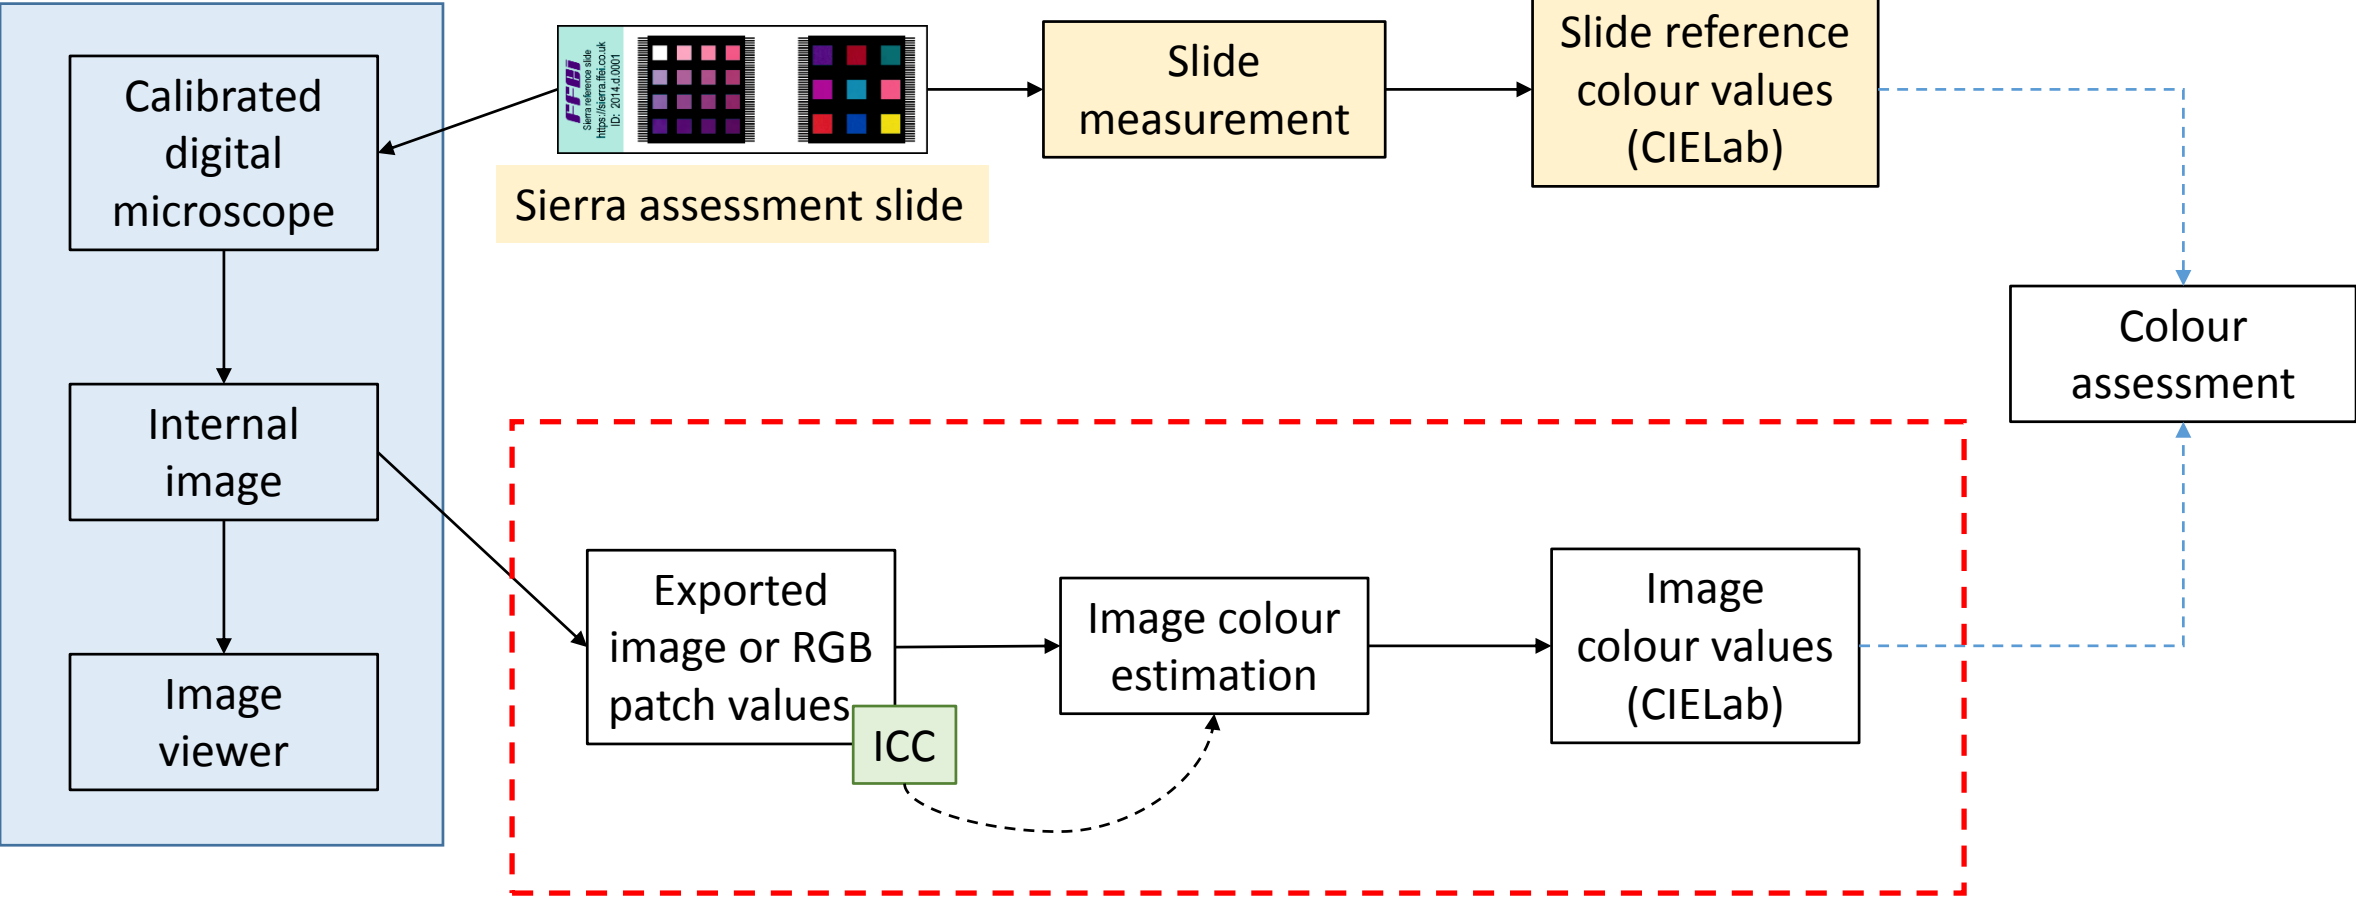 Calibrated
digital
microscope
Internal
image
Image
viewer
FFEI
Sierra reference slide
https://sierra.ffei.co.uk
ID: 2014.d.0001
Sierra assessment slide
Slide
measurement
Slide reference
colour values
(CIELab)
Colour
assessment
Exported
image or RGB
patch values
ICC
Image colour
estimation
Image
colour values
(CIELab)